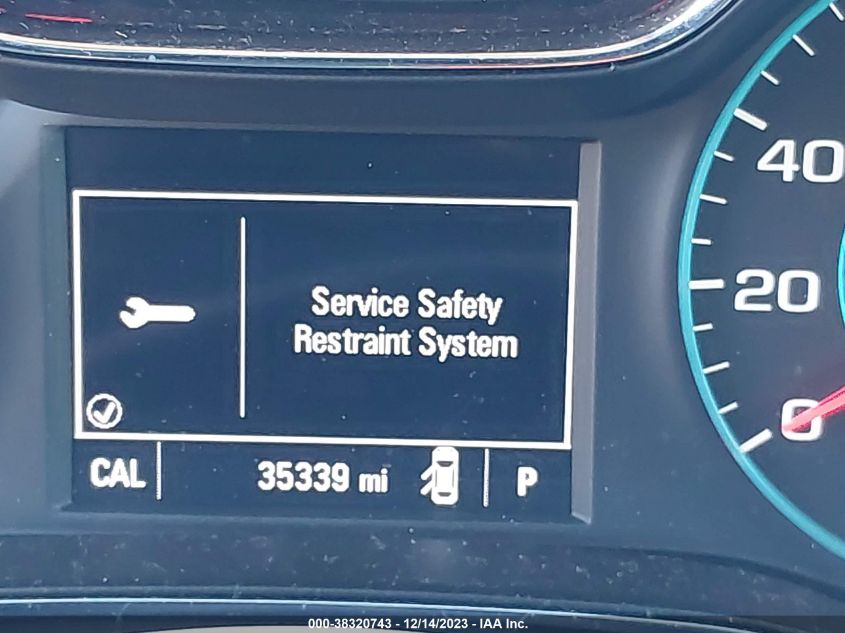 40
Service Safety
Restraint System
20
0
CAL 35339 mi P
000-38320743 - 12/14/2023 - IAA Inc.